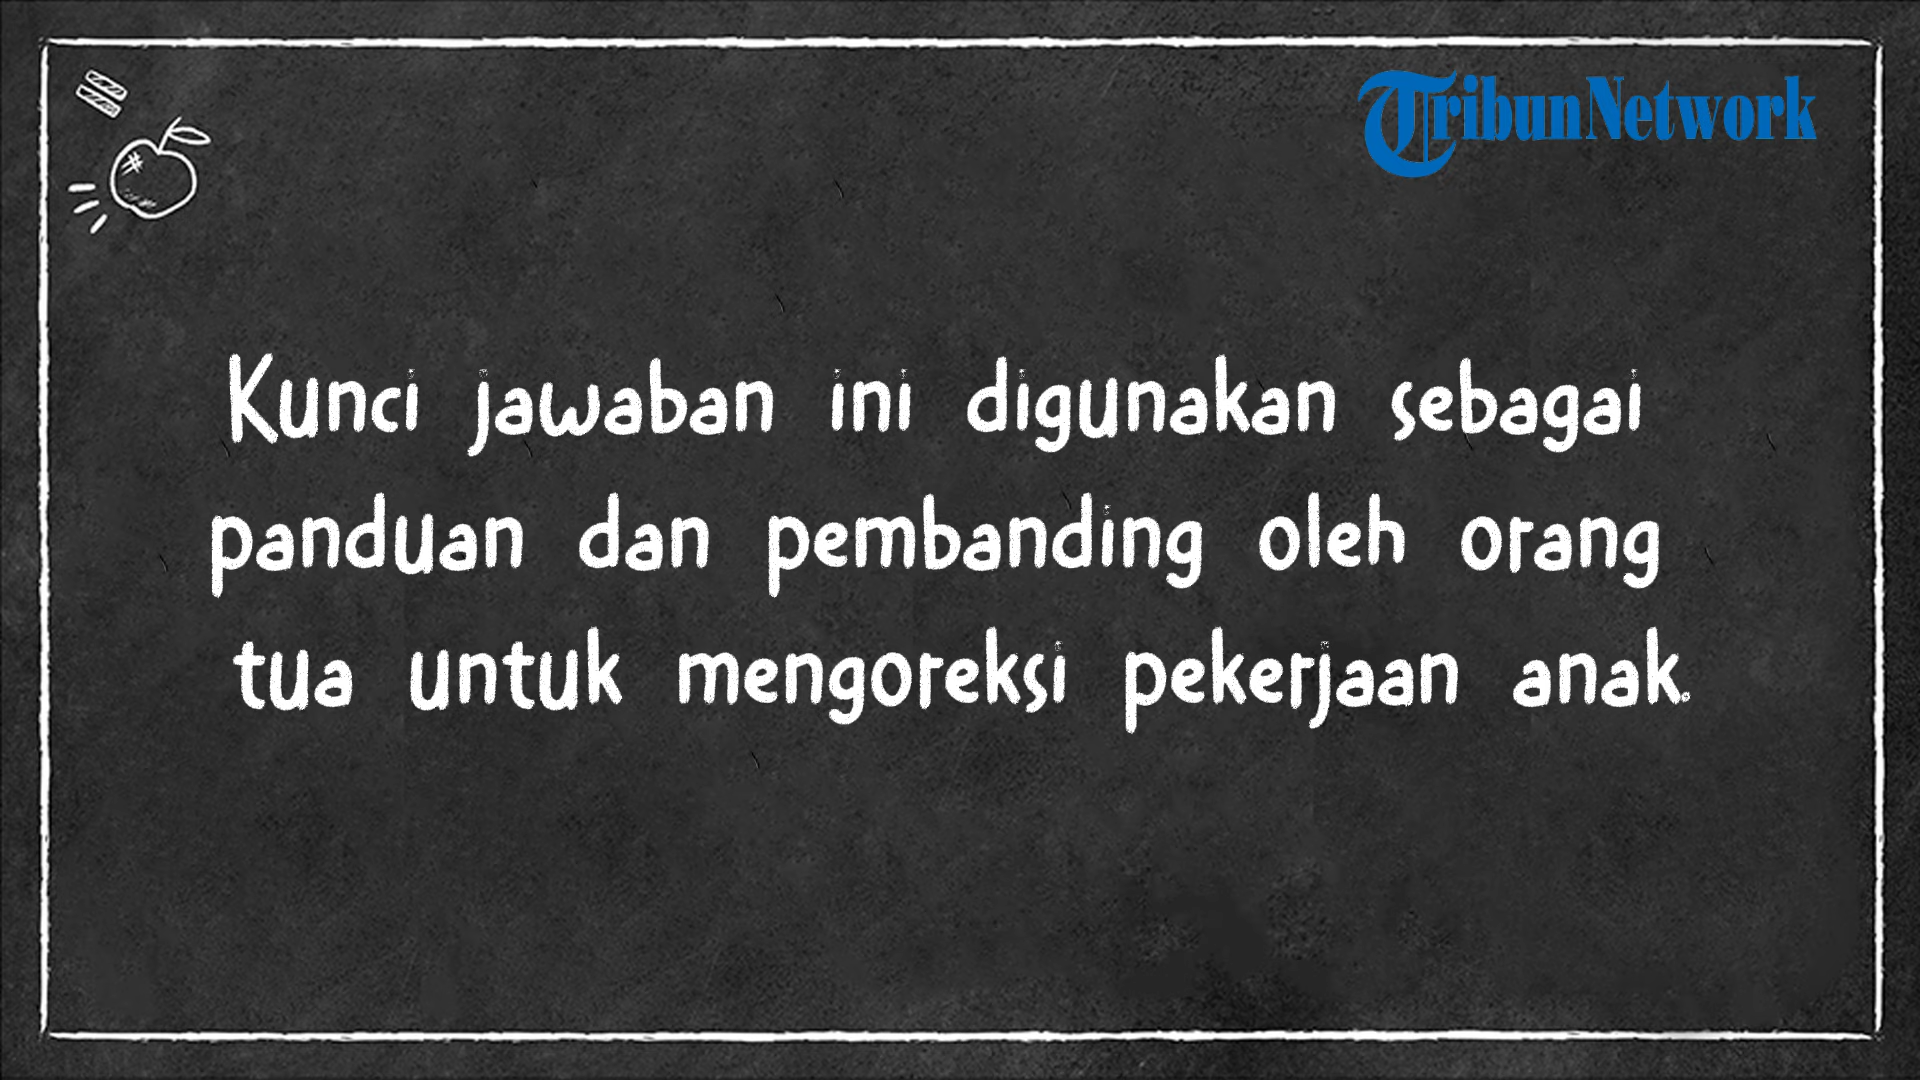 TribunNetwork
Kunci jawaban ini digunakan sebagai
panduan dan pembanding oleh orang
tua untuk mengoreksi pekerjaan anak.